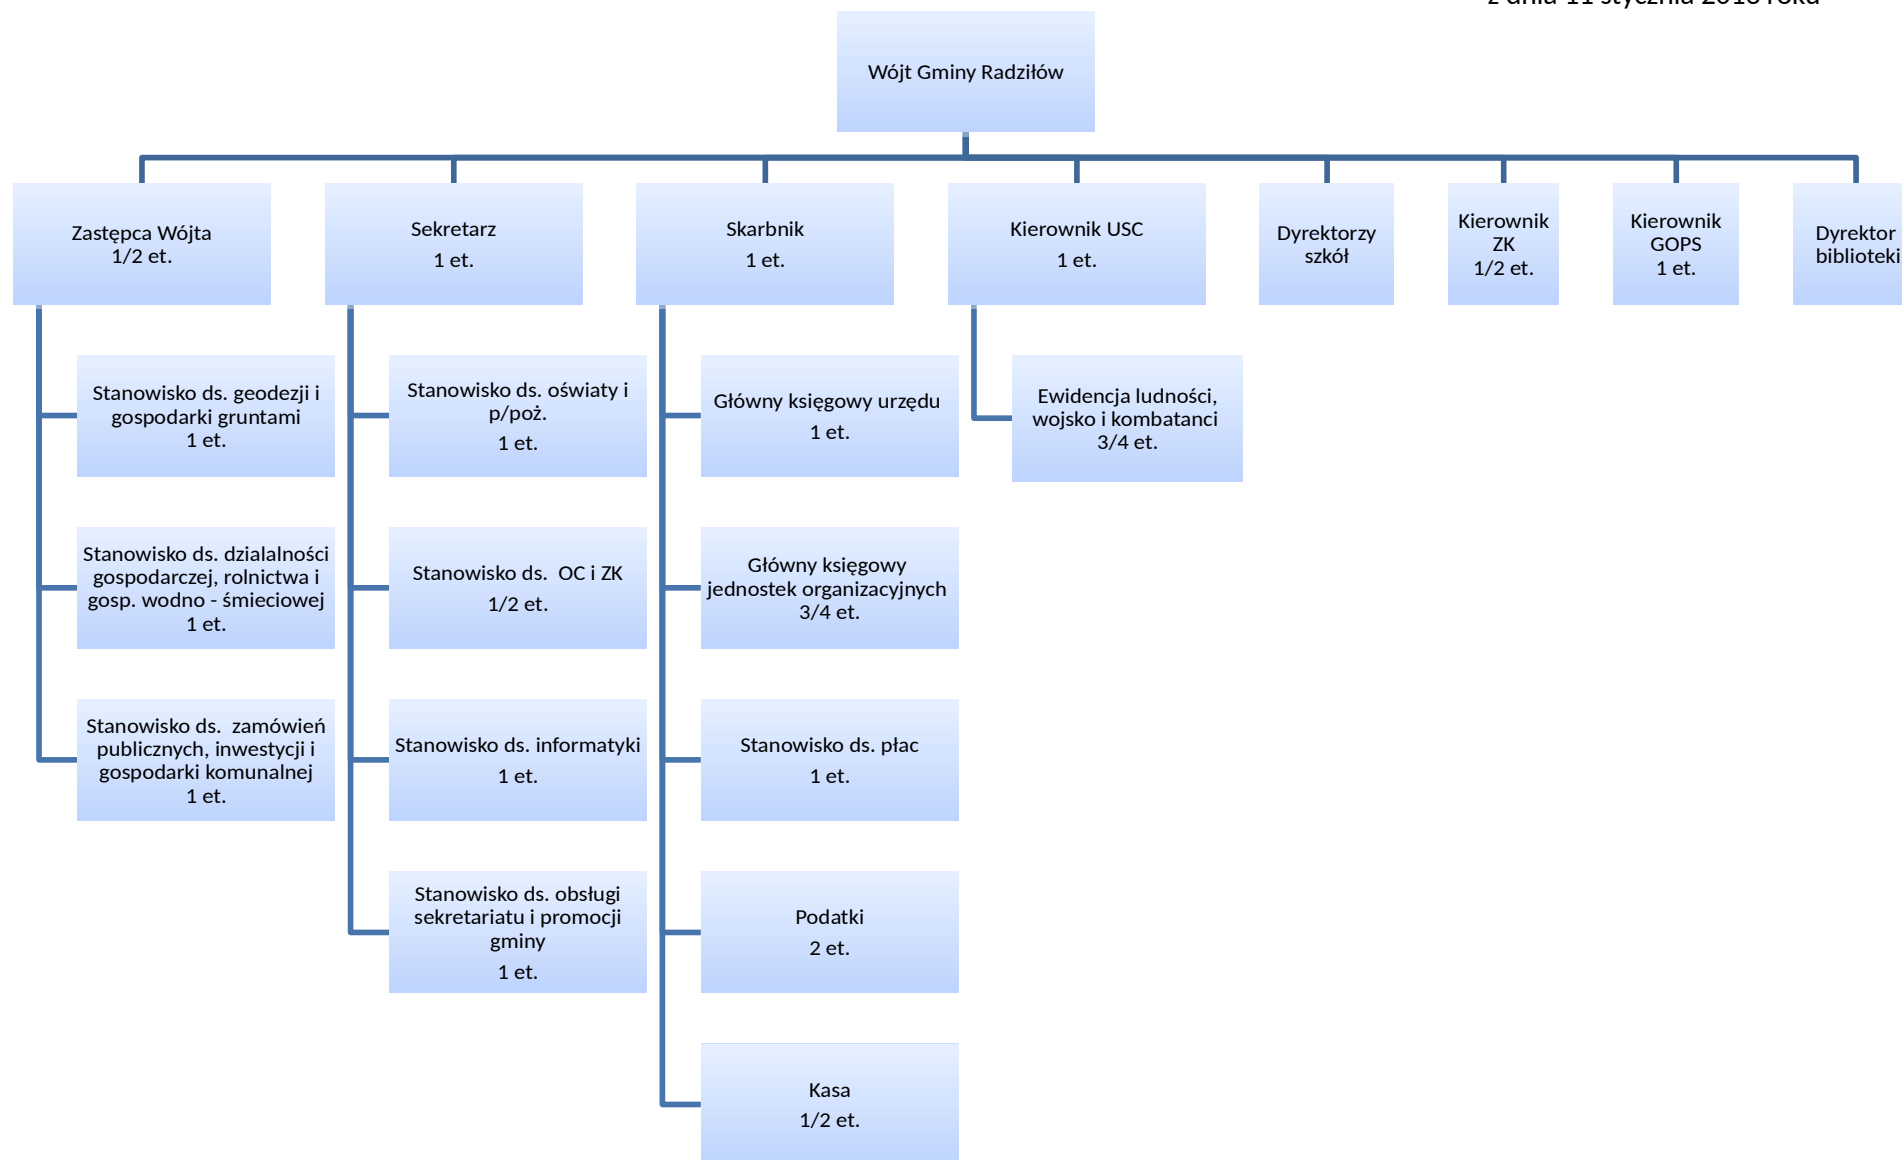 z dnia 11 stycznia roku
Wójt Gminy Radziłów
Zastępca Wójta
1/2 et.
Sekretarz
1 et.
Skarbnik
1 et.
Kierownik USC
1 et.
Dyrektorzy
szkół
Kierownik
ZK
1/2 et.
Kierownik
GOPS
1 et.
Dyrektor
biblioteki
Stanowisko ds. geodezji i
gospodarki gruntami
1 et.
Stanowisko ds. dzialalności
gospodarczej, rolnictwa i
gosp. wodno - śmieciowej
1 et.
Stanowisko ds.  zamówień
publicznych, inwestycji i
gospodarki komunalnej
1 et.
Stanowisko ds. oświaty i
p/poż.
1 et.
Stanowisko ds.  OC i ZK
1/2 et.
Stanowisko ds. informatyki
1 et.
Stanowisko ds. obsługi
sekretariatu i promocji
gminy
1 et.
Główny księgowy urzędu
1 et.
Główny księgowy
jednostek organizacyjnych
3/4 et.
Stanowisko ds. płac
1 et.
Podatki
2 et.
Kasa
1/2 et.
Ewidencja ludności,
wojsko i kombatanci
3/4 et.